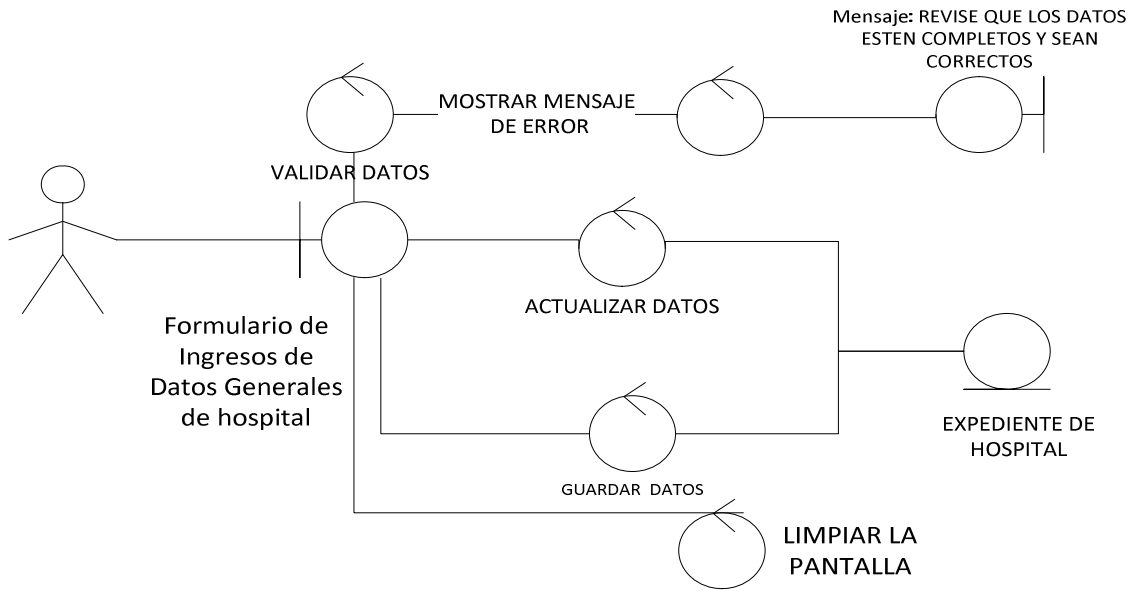 Mensaje: REVISE QUE LOS DATOS
ESTEN COMPLETOS Y SEAN
CORRECTOS
MOSTRAR MENSAJE
DE ERROR
VALIDAR DATOS
ACTUALIZAR DATOS
Formulario de
Ingresos de
Datos Generales
de hospital
EXPEDIENTE DE
HOSPITAL
GUARDAR DATOS
LIMPIAR LA
PANTALLA